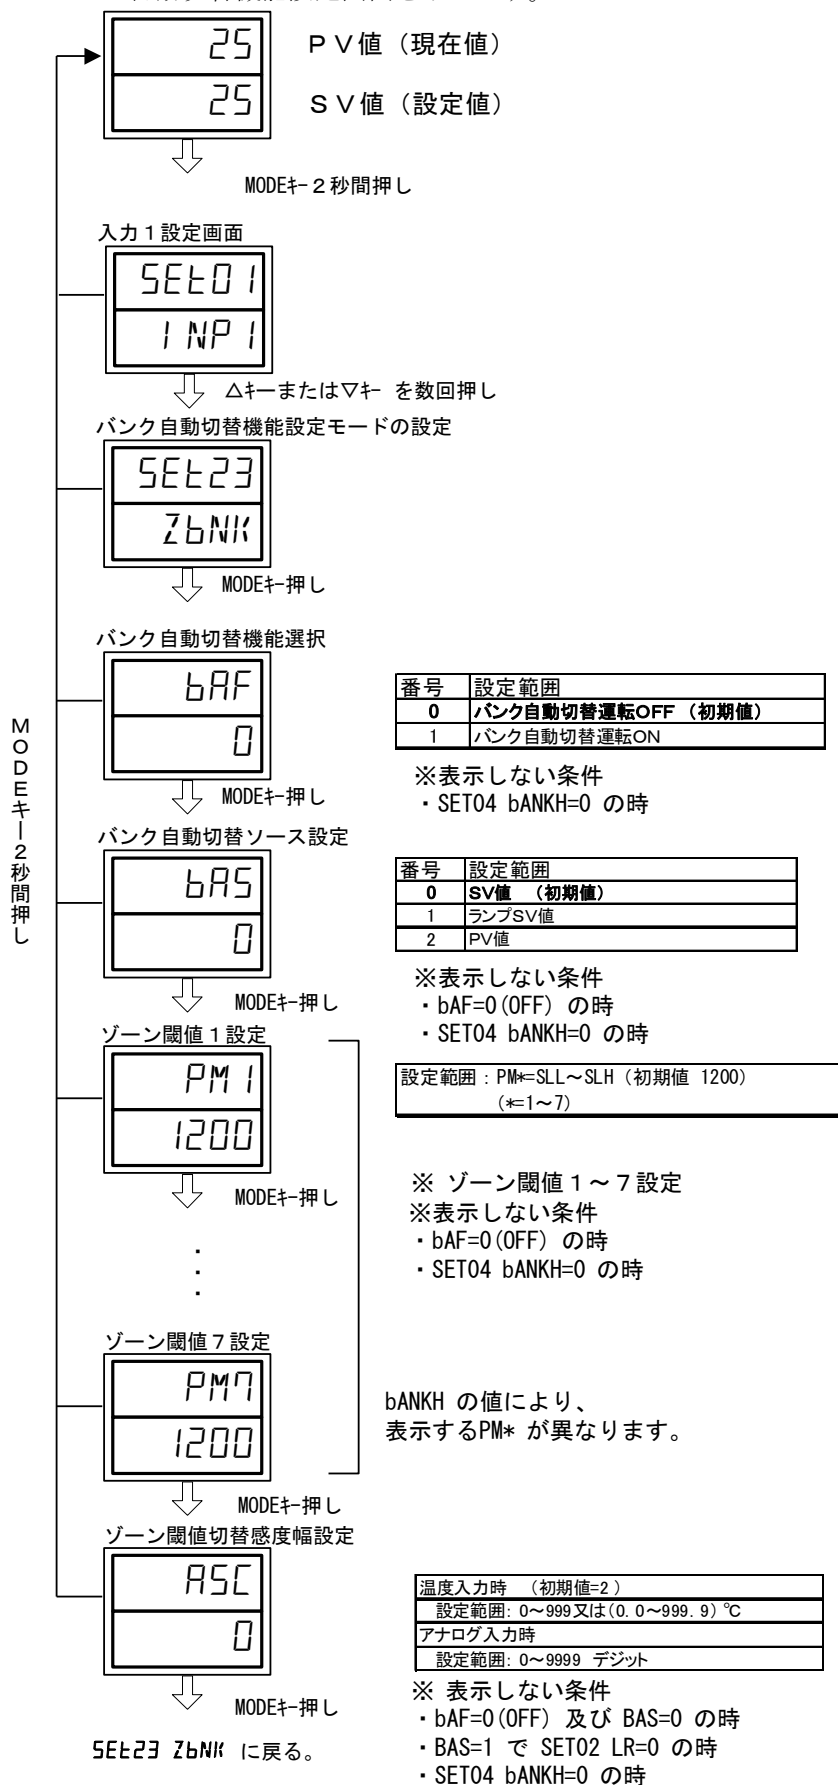 25
PV値（現在値）
25
SV値（設定値）
MODEｷｰ２秒間押し
入力１設定画面
SEt01
INP1
△ｷｰまたは▽ｷｰ を数回押し
バンク自動切替機能設定モードの設定
SEt23
ZbNK
MODEｷｰ押し
バンク自動切替機能選択
bAF
0
番号 設定範囲
0 バンク自動切替運転OFF （初期値）
1 バンク自動切替運転ON
MODEｷｰ押し
※表示しない条件
・SET04 bANKH=0 の時
MODEキー2秒間押し
バンク自動切替ソース設定
bAS
0
番号 設定範囲
0 SV値 （初期値）
1 ランプSV値
2 PV値
MODEｷｰ押し
※表示しない条件
・bAF=0(OFF) の時
・SET04 bANKH=0 の時
ゾーン閾値１設定
PM1
1200
設定範囲：PM*=SLL～SLH（初期値 1200）
(*=1～7)
MODEｷｰ押し
※ ゾーン閾値１～７設定
※表示しない条件
・bAF=0(OFF) の時
・SET04 bANKH=0 の時
・
・
・
ゾーン閾値７設定
PM7
1200
bANKH の値により、
表示するPM* が異なります。
MODEｷｰ押し
ゾーン閾値切替感度幅設定
ASC
0
温度入力時 （初期値=2 ）
設定範囲: 0～999又は(0.0～999.9) ℃
アナログ入力時
設定範囲: 0～9999 デジット
MODEｷｰ押し
※ 表示しない条件
・bAF=0(OFF) 及び BAS=0 の時
・BAS=1 で SET02 LR=0 の時
・SET04 bANKH=0 の時
SEt23 ZbNK に戻る。